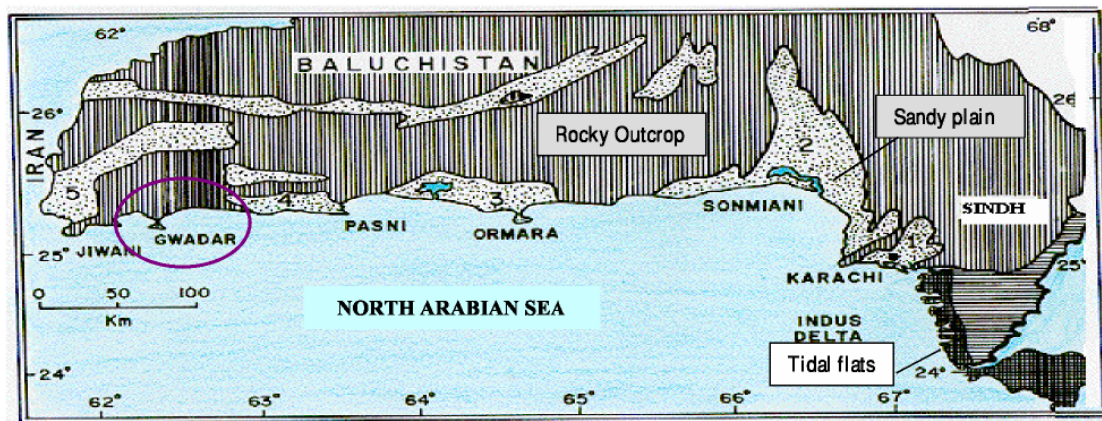 62°
68°
BALUCHISTAN
26°
26
IRAN
Rocky Outcrop
Sandy plain
2
5
4
3
1
SINDH
JIWANI
GWADAR
PASNI
ORMARA
SONMIANI
KARACHI
25°
25°
0 50 100
Km
NORTH ARABIAN SEA
INDUS
DELTA
Tidal flats
24°
24°
62° 63° 64° 65° 66° 67°